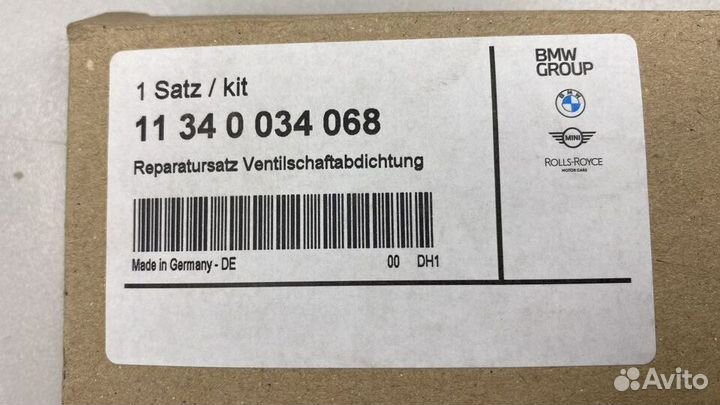 1 Satz / kit
11 34 0 034 068
Reparatursatz Ventilschaftabdichtung
Made in Germany - DE 00 DH1
BMW
GROUP
BMW
MINI
ROLLS-ROYCE
MOTOR CARS
Avito